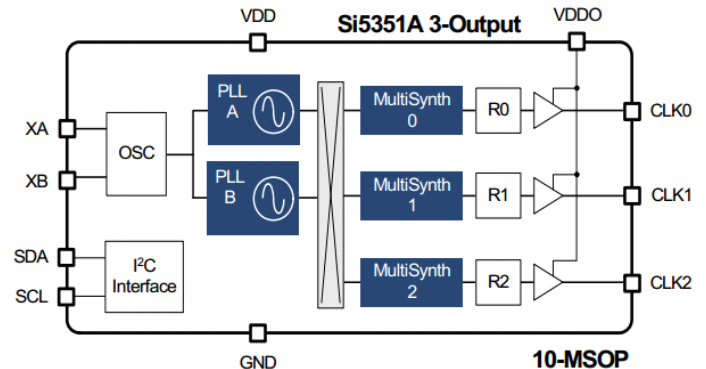 VDD
Si5351A 3-Output
VDDO
PLL
A
MultiSynth
0
R0
CLK0
XA
OSC
XB
PLL
B
MultiSynth
1
R1
CLK1
SDA
I²C
Interface
SCL
MultiSynth
2
R2
CLK2
GND
10-MSOP